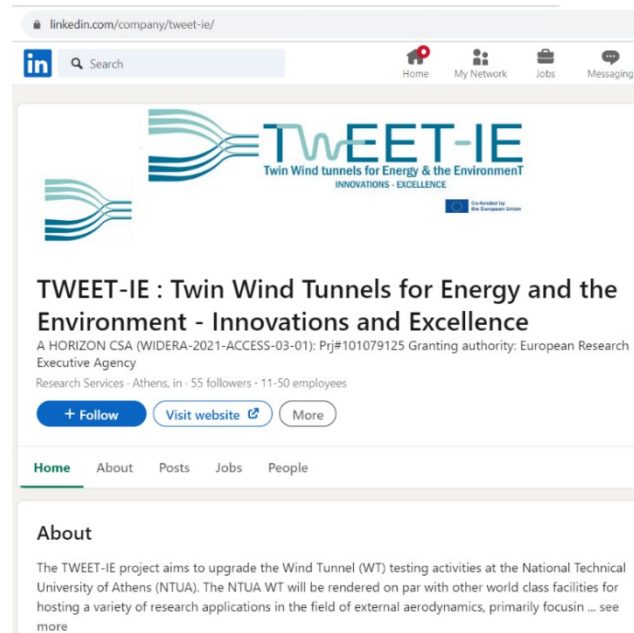 linkedin.com/company/tweet-ie/
in Search
Home My Network Jobs Messaging
TWEET-IE
Twin Wind tunnels for Energy & the EnvironmenT
INNOVATIONS - EXCELLENCE
Co-funded by
the European Union
TWEET-IE : Twin Wind Tunnels for Energy and the
Environment - Innovations and Excellence
A HORIZON CSA (WIDERA-2021-ACCESS-03-01): Prj#101079125 Granting authority: European Research
Executive Agency
Research Services · Athens, in · 55 followers · 11-50 employees
+ Follow Visit website More
Home About Posts Jobs People
About
The TWEET-IE project aims to upgrade the Wind Tunnel (WT) testing activities at the National Technical
University of Athens (NTUA). The NTUA WT will be rendered on par with other world class facilities for
hosting a variety of research applications in the field of external aerodynamics, primarily focusin ... see
more